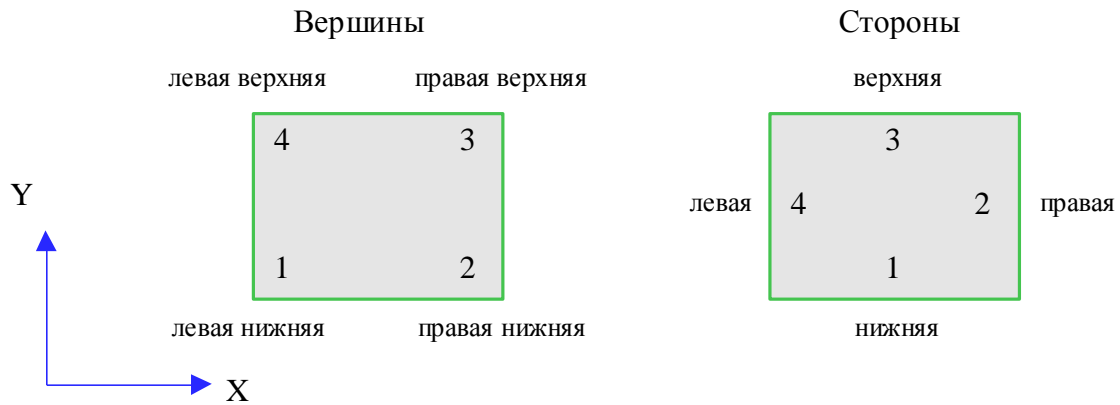 Вершины
Стороны
левая верхняя
правая верхняя
верхняя
4
3
3
Y
левая
4
2
правая
1
2
1
левая нижняя
правая нижняя
нижняя
X